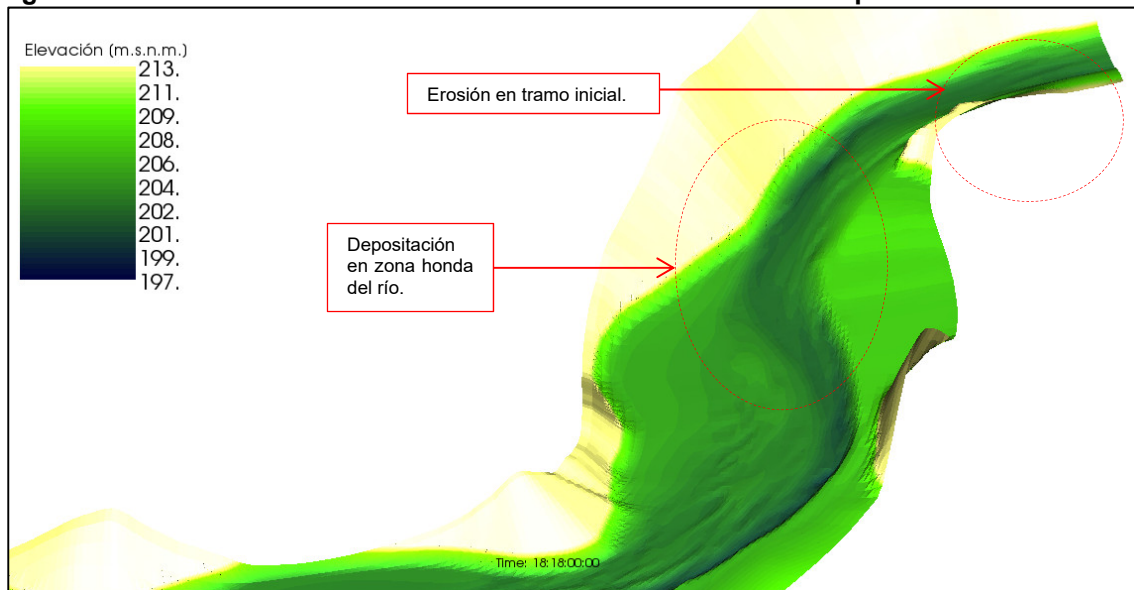 Elevación (m.s.n.m.)
213.
211.
209.
208.
206.
204.
202.
201.
199.
197.
Erosión en tramo inicial.
Depositación
en zona honda
del río.
Time: 18:18:00:00